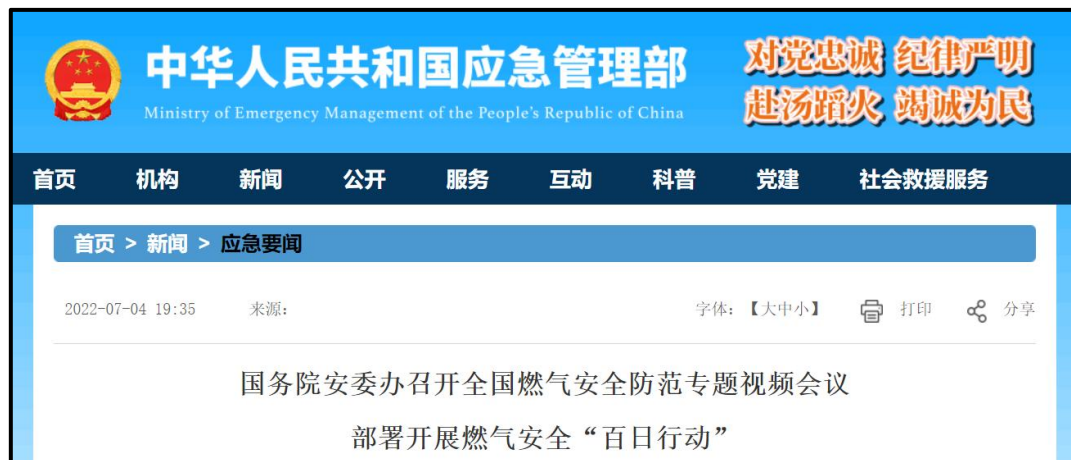 中华人民共和国应急管理部
Ministry of Emergency Management of the People's Republic of China
对党忠诚 纪律严明
赴汤蹈火 竭诚为民
首页 机构 新闻 公开 服务 互动 科普 党建 社会救援服务
首页 > 新闻 > 应急要闻
2022-07-04 19:35 来源: 字体:【大中小】 打印 分享
国务院安委办召开全国燃气安全防范专题视频会议
部署开展燃气安全“百日行动”